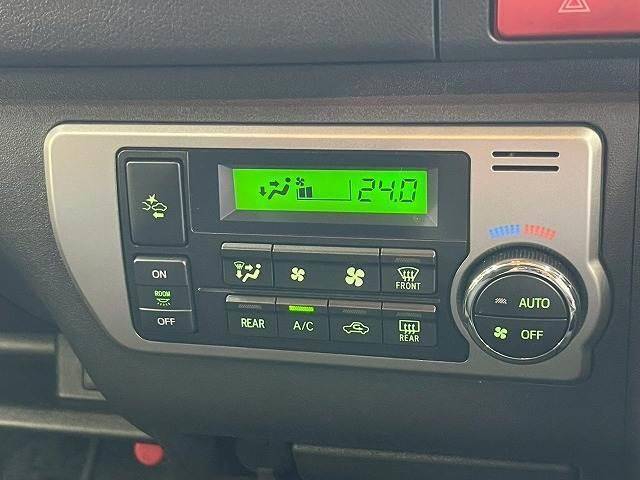 24.0
ON
ROOM
OFF
FRONT
REAR
A/C
REAR
AUTO
OFF